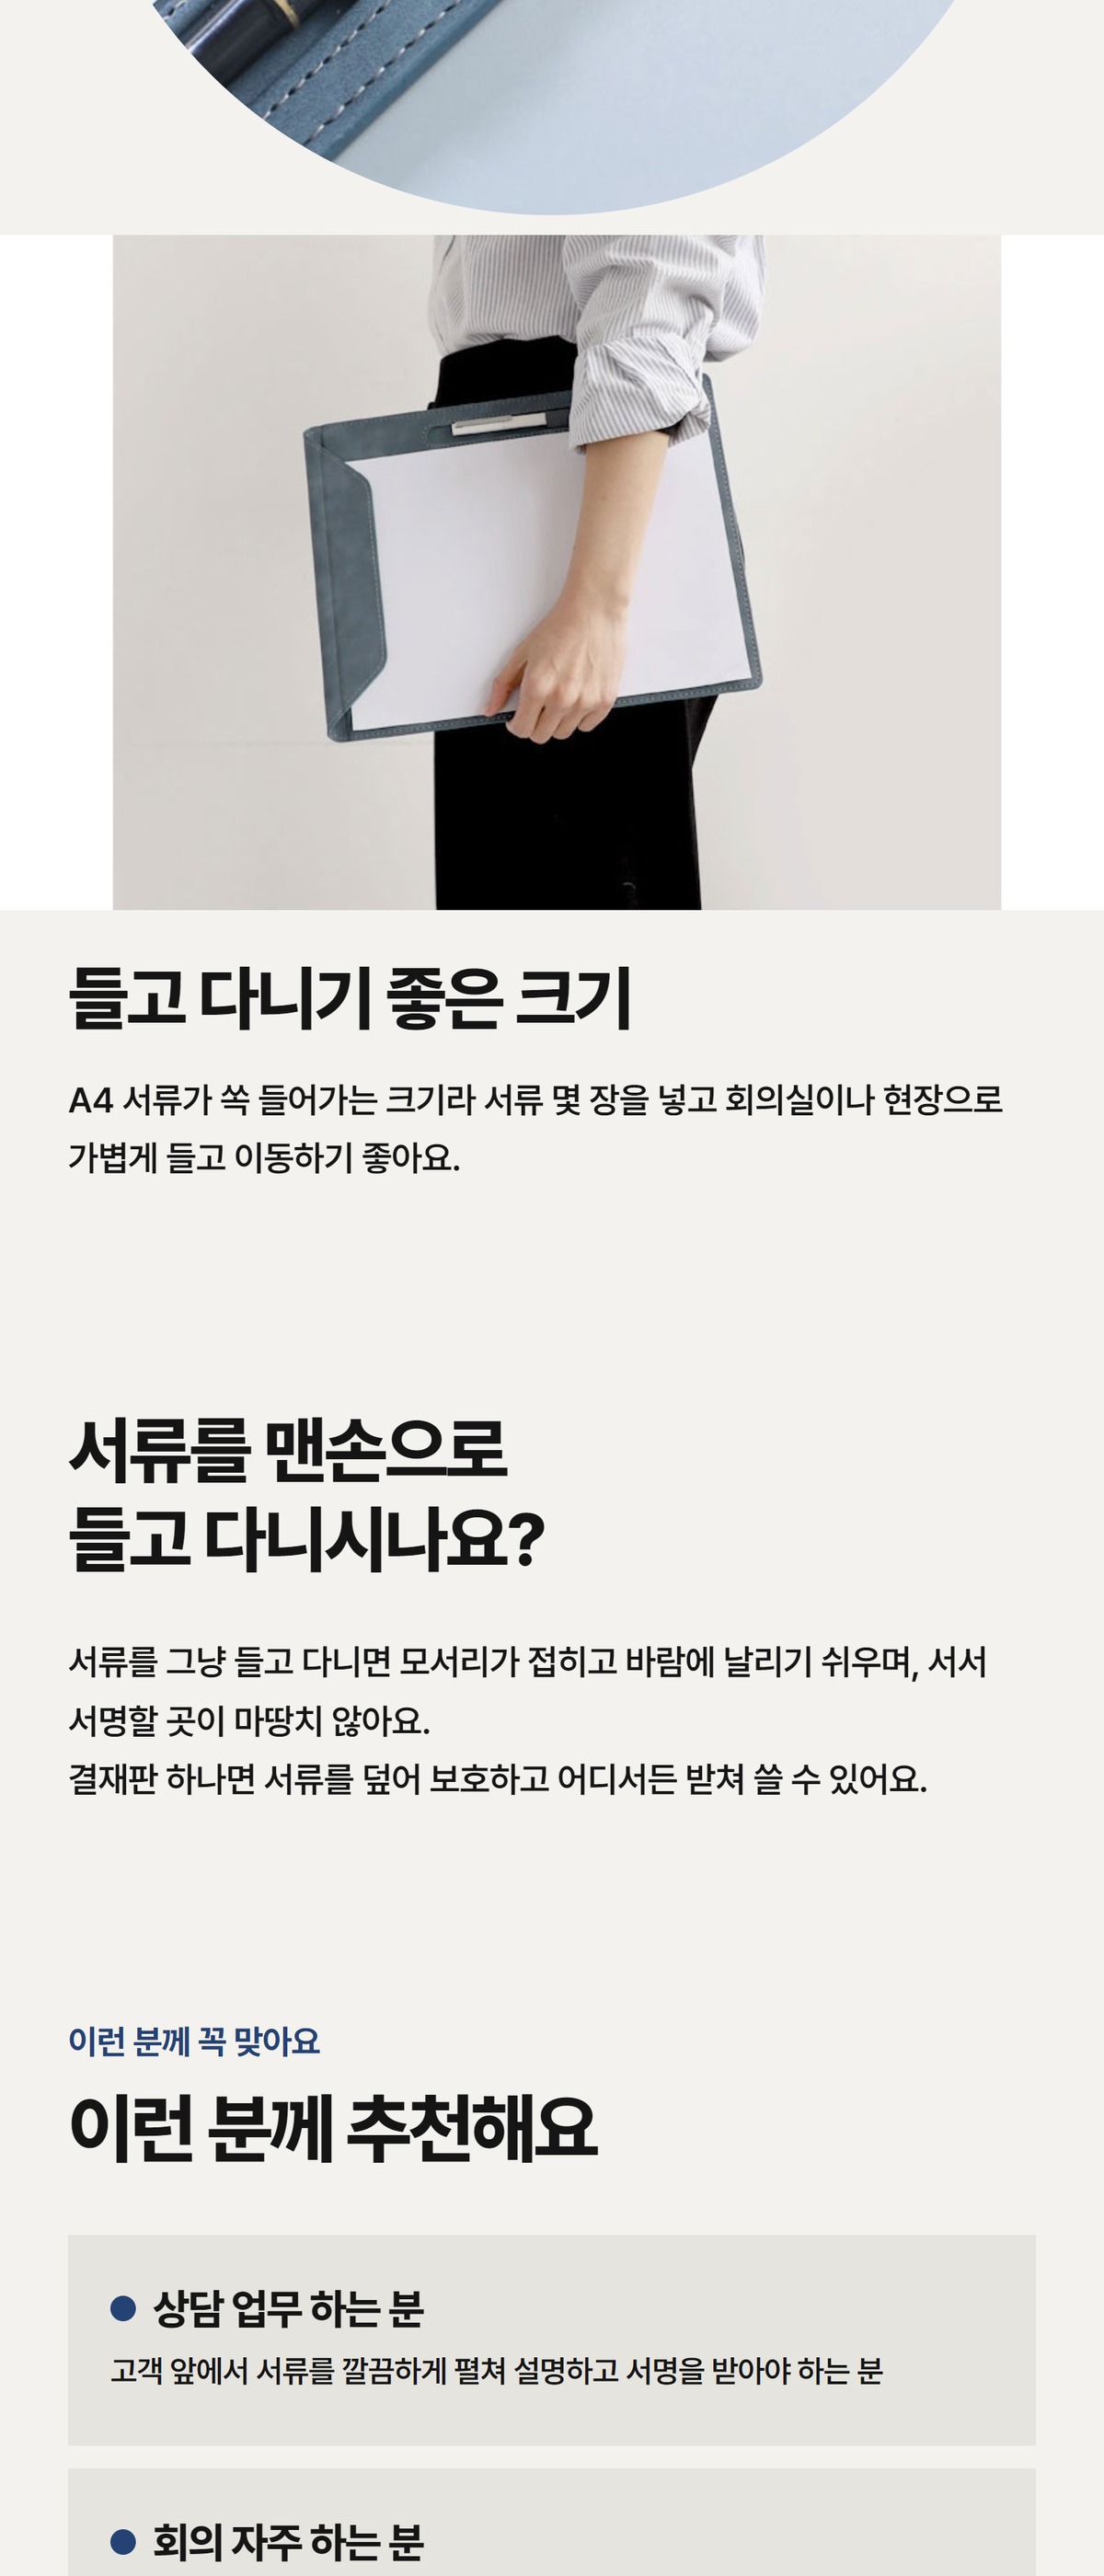 들고 다니기 좋은 크기
A4 서류가 쏙 들어가는 크기라 서류 몇 장을 넣고 회의실이나 현장으로
가볍게 들고 이동하기 좋아요.
서류를 맨손으로
들고 다니시나요?
서류를 그냥 들고 다니면 모서리가 접히고 바람에 날리기 쉬우며, 서서
서명할 곳이 마땅치 않아요.
결재판 하나면 서류를 덮어 보호하고 어디서든 받쳐 쓸 수 있어요.
이런 분께 꼭 맞아요
이런 분께 추천해요
상담 업무 하는 분
고객 앞에서 서류를 깔끔하게 펼쳐 설명하고 서명을 받아야 하는 분
회의 자주 하는 분